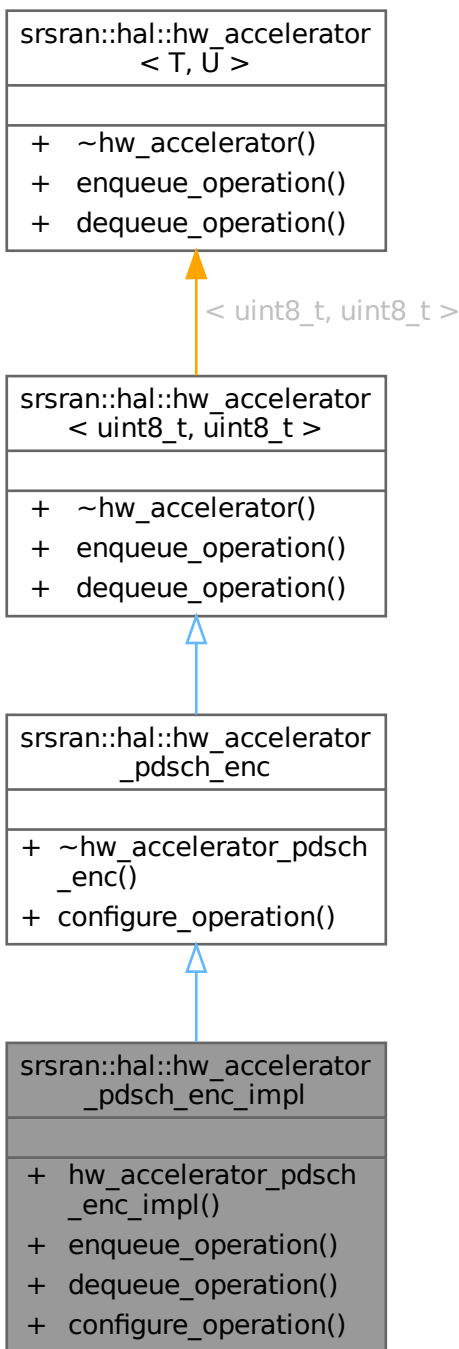 srsran::hal::hw_accelerator
< T, U >
+ ~hw_accelerator()
+ enqueue_operation()
+ dequeue_operation()
< uint8_t, uint8_t >
srsran::hal::hw_accelerator
< uint8_t, uint8_t >
+ ~hw_accelerator()
+ enqueue_operation()
+ dequeue_operation()
srsran::hal::hw_accelerator
_pdsch_enc
+ ~hw_accelerator_pdsch
_enc()
+ configure_operation()
srsran::hal::hw_accelerator
_pdsch_enc_impl
+ hw_accelerator_pdsch
_enc_impl()
+ enqueue_operation()
+ dequeue_operation()
+ configure_operation()